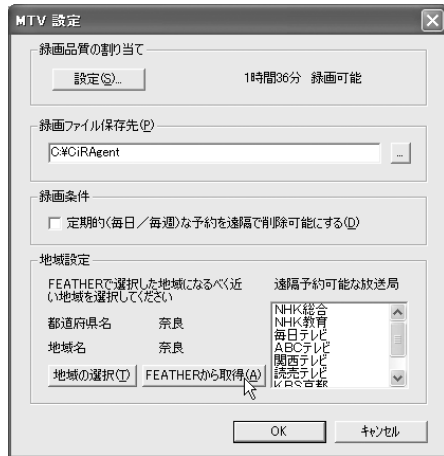 MTV 設定
録画品質の割り当て
設定(S)...
1時間36分 録画可能
録画ファイル保存先(P)
C:¥CiRAgent
...
録画条件
定期的(毎日／毎週)な予約を遠隔で削除可能にする(D)
地域設定
FEATHERで選択した地域になるべく近
い地域を選択してください
都道府県名 奈良
地域名 奈良
地域の選択(T)
FEATHERから取得(A)
遠隔予約可能な放送局
NHK総合
NHK教育
毎日テレビ
ABCテレビ
関西テレビ
読売テレビ
KBS京都
OK
キャンセル